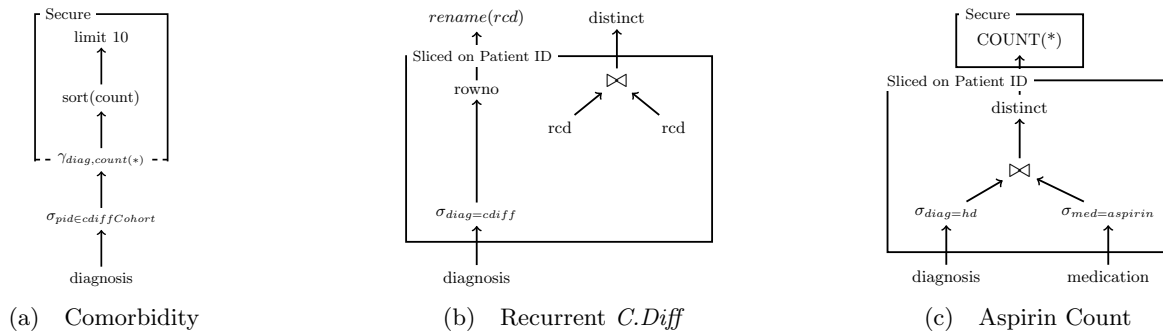 Secure
limit 10
sort(count)
γdiag,count(*)
σpid∈cdiffCohort
diagnosis
(a) Comorbidity
rename(rcd)
distinct
Sliced on Patient ID
rowno
⋈
rcd
rcd
σdiag=cdiff
diagnosis
(b) Recurrent C.Diff
Secure
COUNT(*)
Sliced on Patient ID
distinct
⋈
σdiag=hd
σmed=aspirin
diagnosis
medication
(c) Aspirin Count